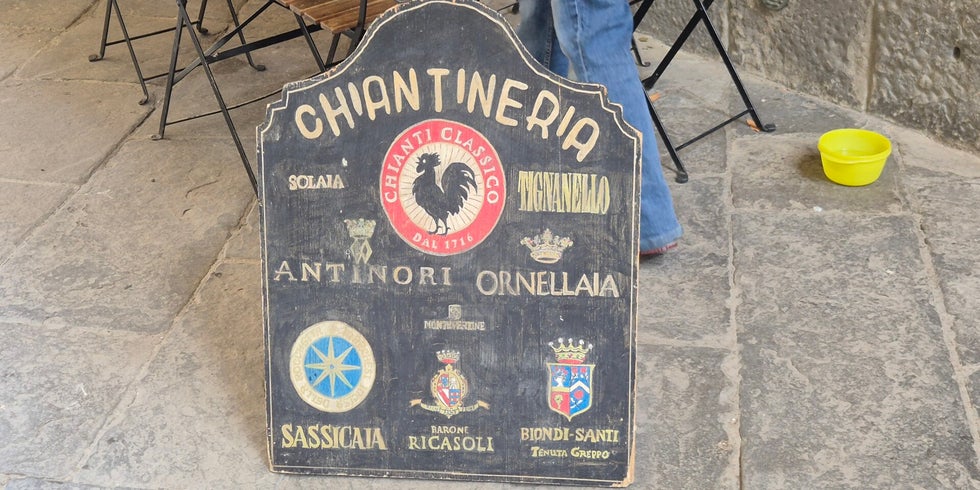 CHIANTINERIA
CHIANTI CLASSICO
DAL 1716
SOLAIA
TIGNANELLO
ANTINORI
ORNELLAIA
MONTEVERTINE
SASSICAIA
BARONE
RICASOLI
BIONDI-SANTI
TENUTA GREPPO